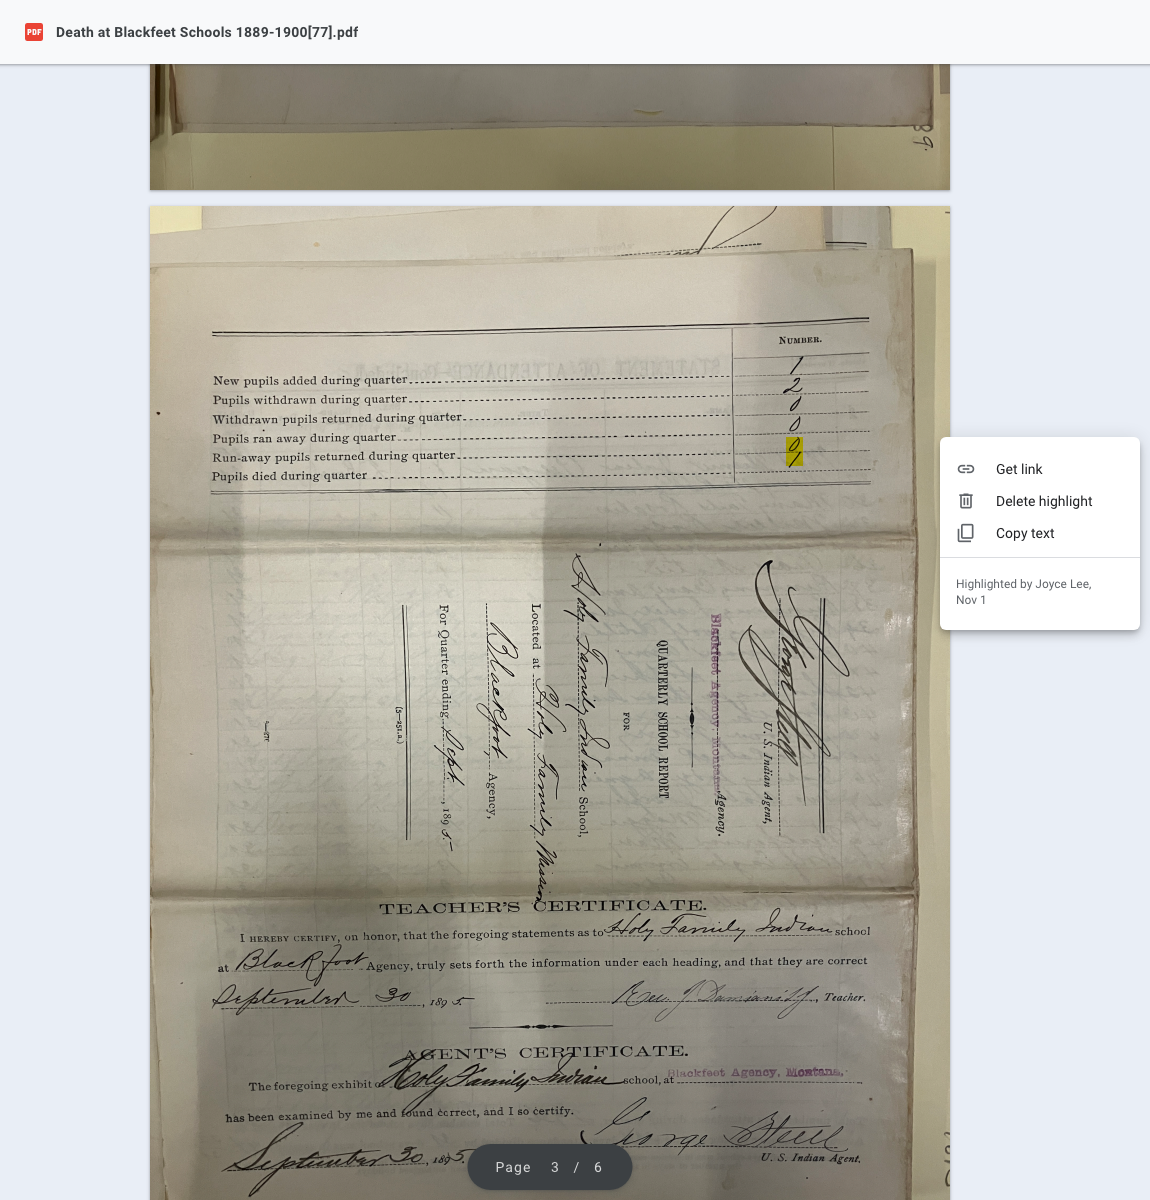 Death at Blackfeet Schools 1889-1900[77].pdf
89.
NUMBER.
New pupils added during quarter 1
Pupils withdrawn during quarter 2
Withdrawn pupils returned during quarter 0
Pupils ran away during quarter 0
Run-away pupils returned during quarter 0
Pupils died during quarter 1
Get link
Delete highlight
Copy text
Highlighted by Joyce Lee,
Nov 1
U. S. Indian Agent,
Blackfeet Agency, Montana. Agency.
QUARTERLY SCHOOL REPORT
FOR
Holy Family Indian School,
Located at Holy Family Mission
Blackfoot Agency,
For Quarter ending Sept., 1895
(5—251.a.)
TEACHER'S CERTIFICATE.
I HEREBY CERTIFY, on honor, that the foregoing statements as to Holy Family Indian school
at Blackfoot Agency, truly sets forth the information under each heading, and that they are correct
September 30, 1895
Rev. J Damiani S.J., Teacher.
AGENT'S CERTIFICATE.
The foregoing exhibit of Holy Family Indian school, at Blackfeet Agency, Montana.
has been examined by me and found correct, and I so certify.
September 30, 1895.
George Steell
U. S. Indian Agent.
Page 3 / 6